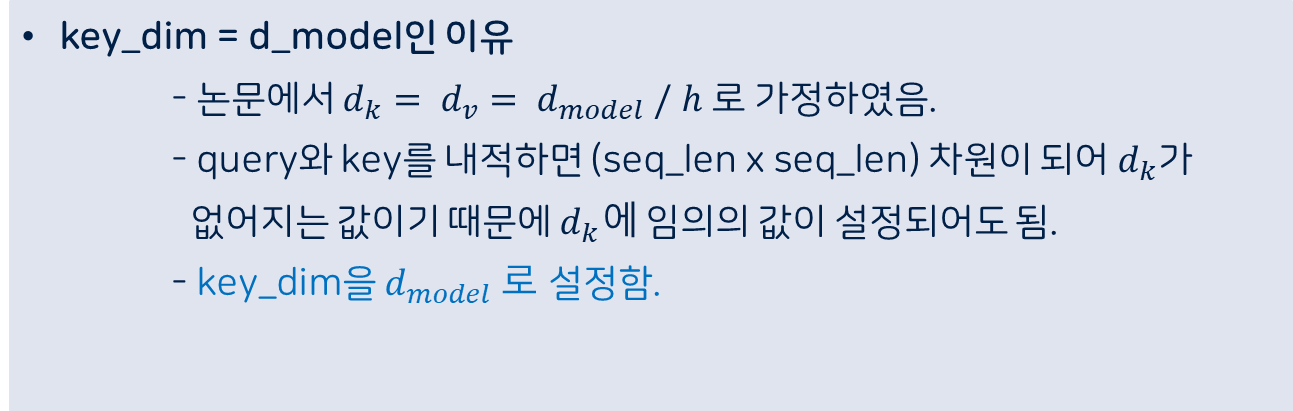 • key_dim = d_model인 이유
- 논문에서 d_k = d_v = d_model / h 로 가정하였음.
- query와 key를 내적하면 (seq_len x seq_len) 차원이 되어 d_k가
없어지는 값이기 때문에 d_k에 임의의 값이 설정되어도 됨.
- key_dim을 d_model 로 설정함.